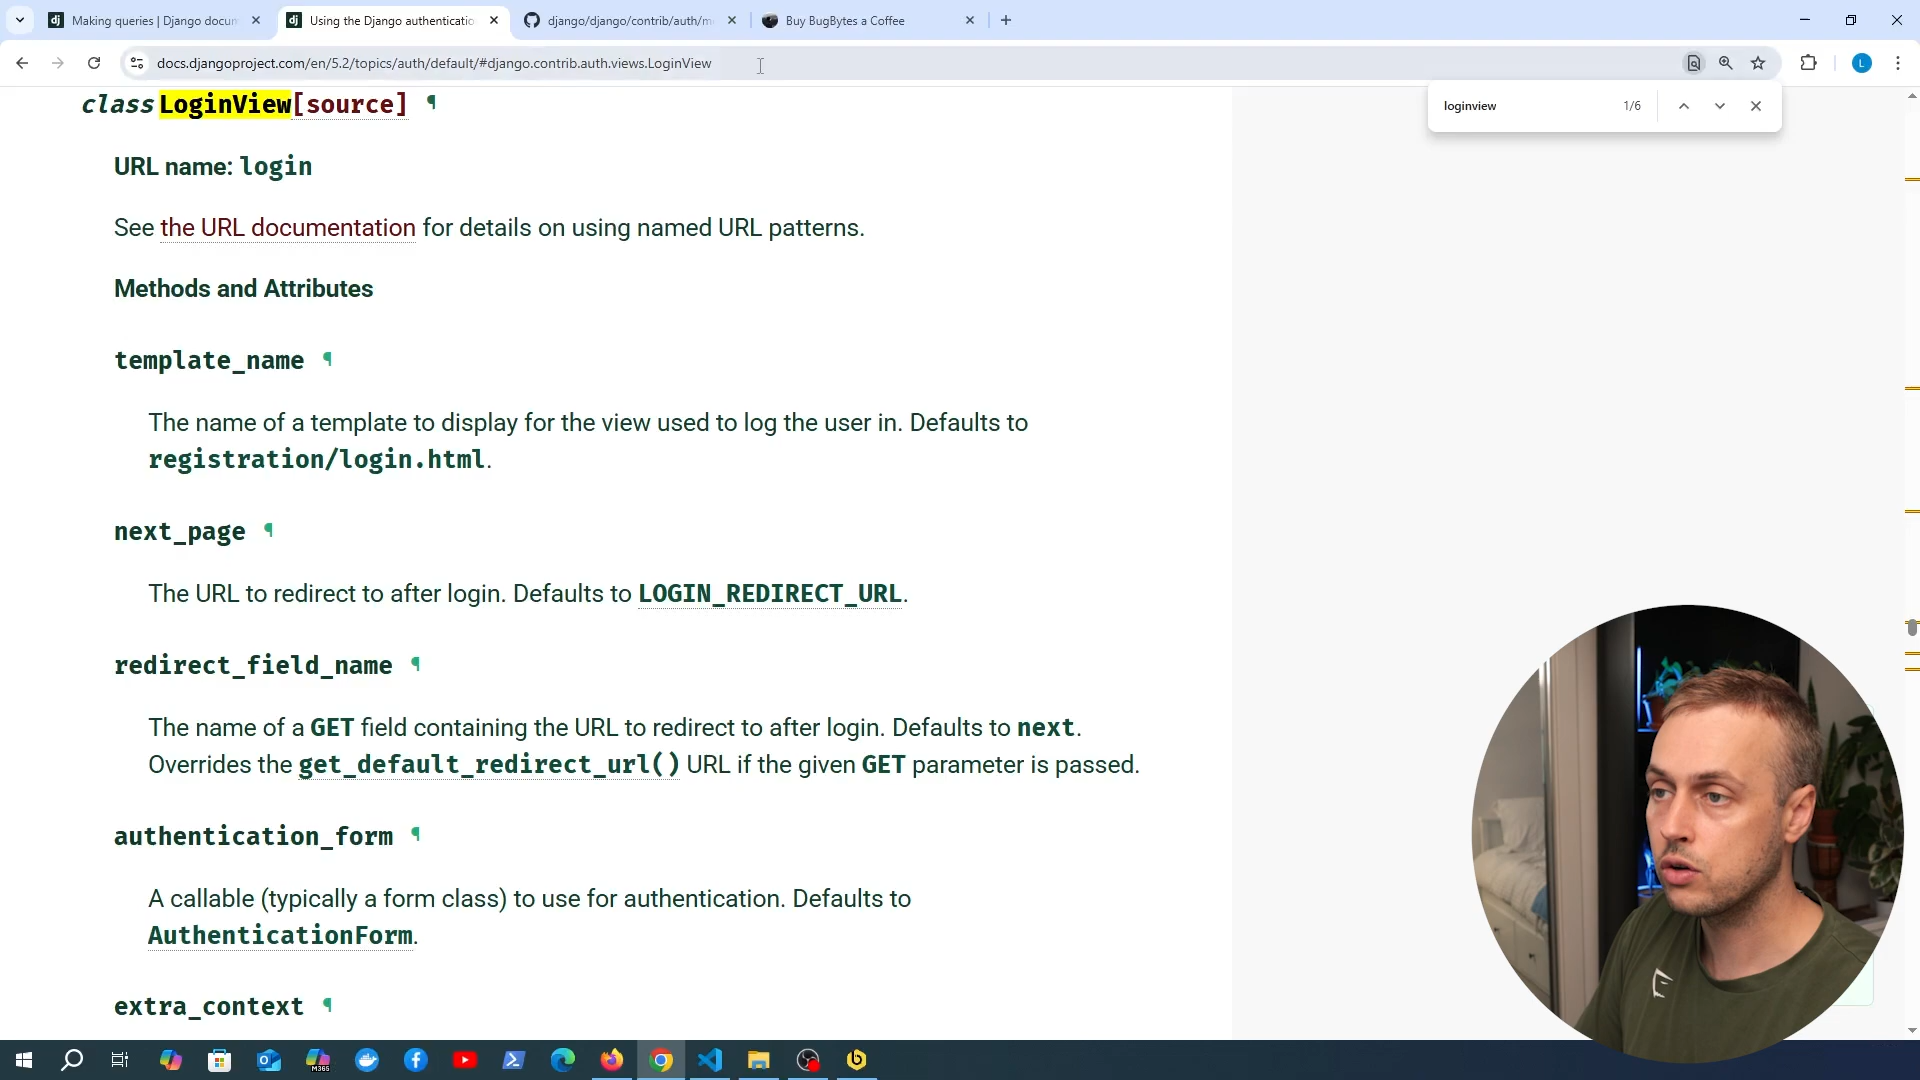 Making queries | Django docum
Using the Django authenticatio
django/django/contrib/auth/m
Buy BugBytes a Coffee
docs.djangoproject.com/en/5.2/topics/auth/default/#django.contrib.auth.views.LoginView
L
loginview
1/6
class LoginView[source] ¶
URL name: login
See the URL documentation for details on using named URL patterns.
Methods and Attributes
template_name ¶
The name of a template to display for the view used to log the user in. Defaults to
registration/login.html.
next_page ¶
The URL to redirect to after login. Defaults to LOGIN_REDIRECT_URL.
redirect_field_name ¶
The name of a GET field containing the URL to redirect to after login. Defaults to next.
Overrides the get_default_redirect_url() URL if the given GET parameter is passed.
authentication_form ¶
A callable (typically a form class) to use for authentication. Defaults to
AuthenticationForm.
extra_context ¶
M365